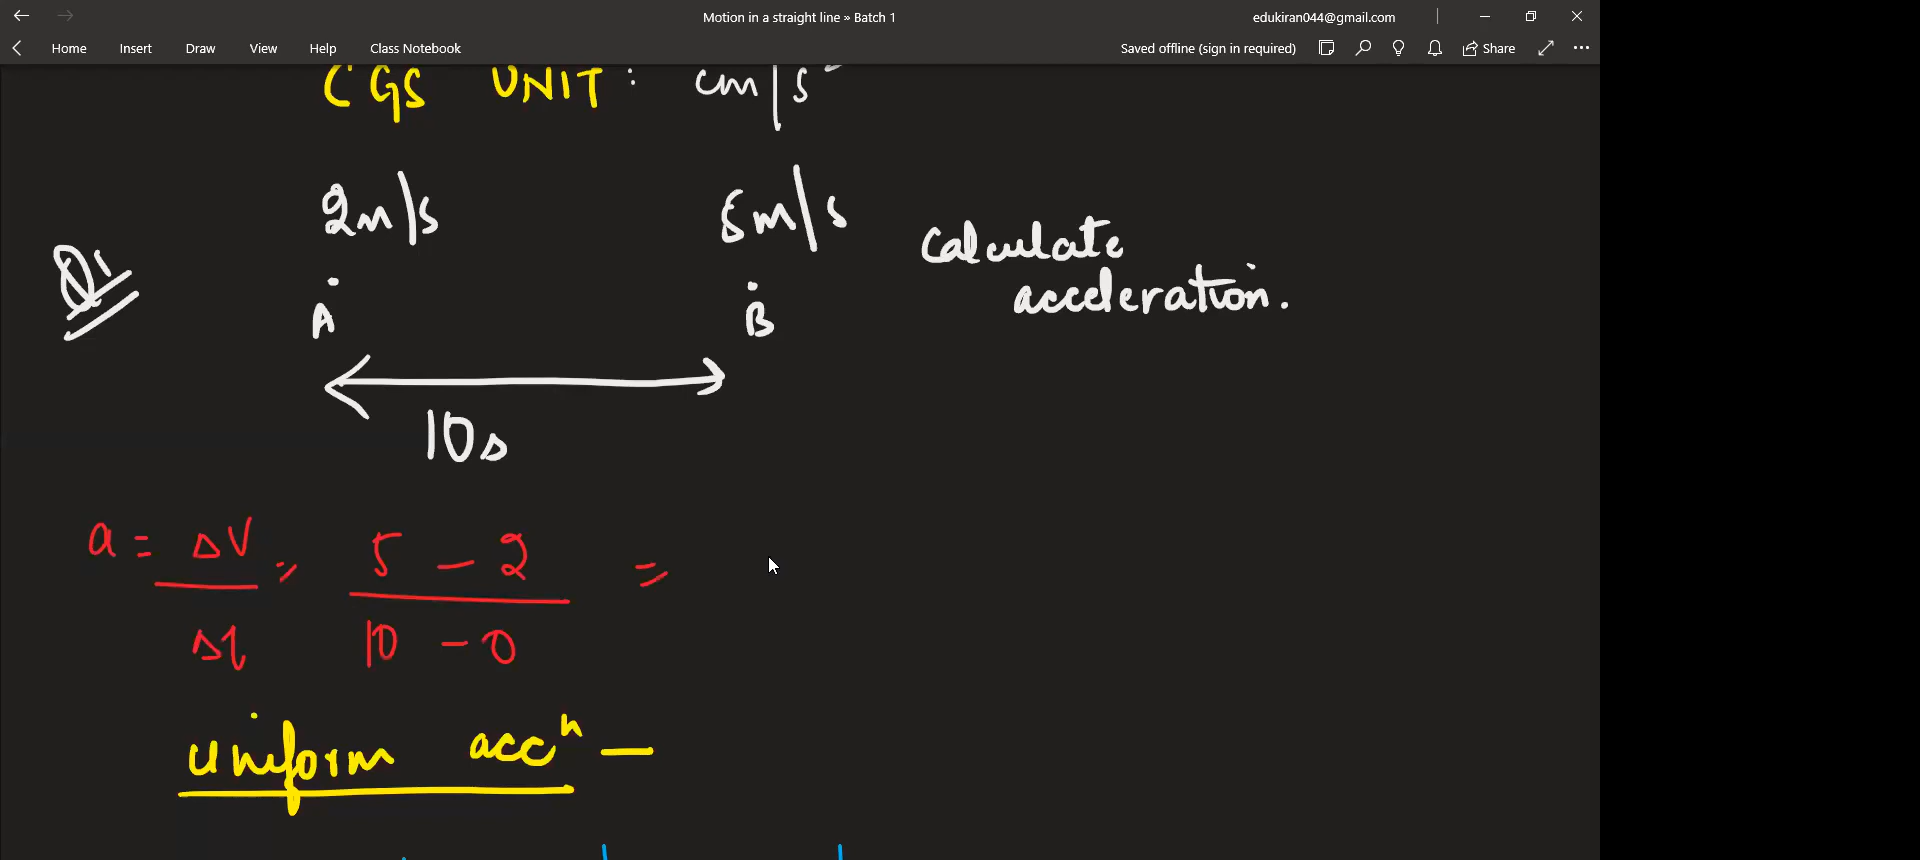 Motion in a straight line » Batch 1
edukiran044@gmail.com
Home Insert Draw View Help Class Notebook
Saved offline (sign in required) Share
CGS UNIT : cm/s²
2m/s 5m/s
Q1
Calculate
acceleration.
A B
10s
a = ΔV = 5 - 2 =
Δt 10 - 0
uniform accⁿ —